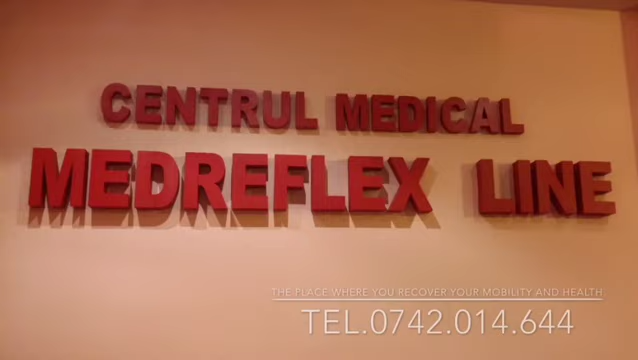 CENTRUL MEDICAL
MEDREFLEX LINE
THE PLACE WHERE YOU RECOVER YOUR MOBILITY AND HEALTH
TEL.0742.014.644